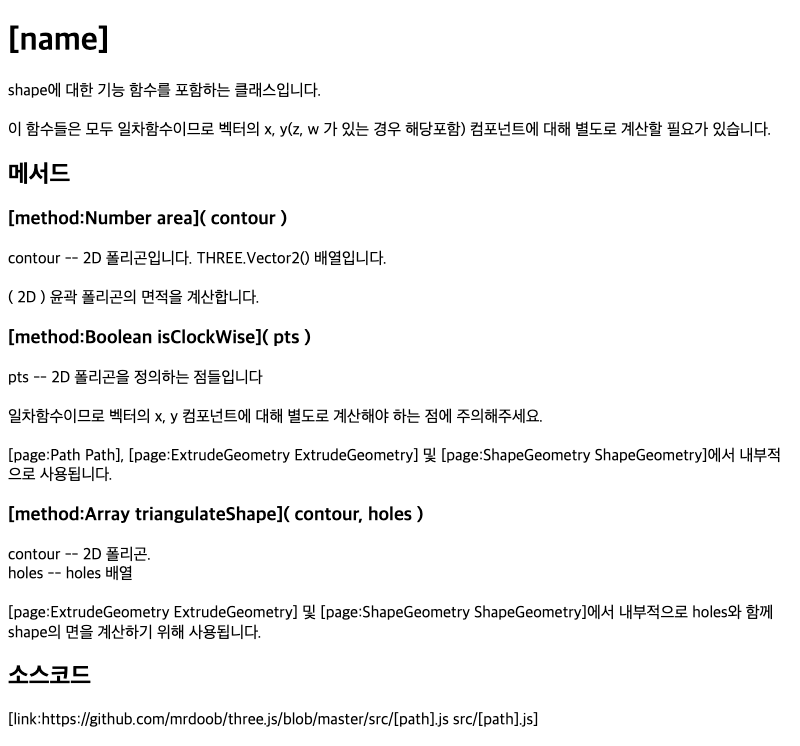 [name]
shape에 대한 기능 함수를 포함하는 클래스입니다.
이 함수들은 모두 일차함수이므로 벡터의 x, y(z, w 가 있는 경우 해당포함) 컴포넌트에 대해 별도로 계산할 필요가 있습니다.
메서드
[method:Number area]( contour )
contour -- 2D 폴리곤입니다. THREE.Vector2() 배열입니다.
( 2D ) 윤곽 폴리곤의 면적을 계산합니다.
[method:Boolean isClockWise]( pts )
pts -- 2D 폴리곤을 정의하는 점들입니다
일차함수이므로 벡터의 x, y 컴포넌트에 대해 별도로 계산해야 하는 점에 주의해주세요.
[page:Path Path], [page:ExtrudeGeometry ExtrudeGeometry] 및 [page:ShapeGeometry ShapeGeometry]에서 내부적
으로 사용됩니다.
[method:Array triangulateShape]( contour, holes )
contour -- 2D 폴리곤.
holes -- holes 배열
[page:ExtrudeGeometry ExtrudeGeometry] 및 [page:ShapeGeometry ShapeGeometry]에서 내부적으로 holes와 함께
shape의 면을 계산하기 위해 사용됩니다.
소스코드
[link:https://github.com/mrdoob/three.js/blob/master/src/[path].js src/[path].js]